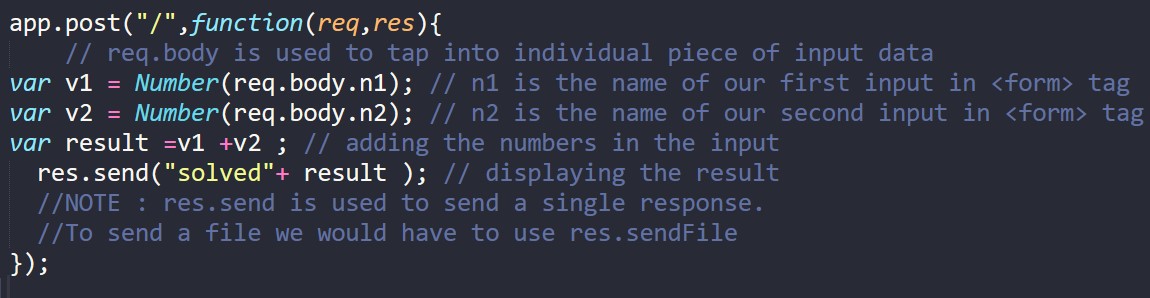 app.post("/",function(req,res){
    // req.body is used to tap into individual piece of input data
var v1 = Number(req.body.n1); // n1 is the name of our first input in <form> tag
var v2 = Number(req.body.n2); // n2 is the name of our second input in <form> tag
var result =v1 +v2 ; // adding the numbers in the input
  res.send("solved"+ result ); // displaying the result
  //NOTE : res.send is used to send a single response.
  //To send a file we would have to use res.sendFile
});